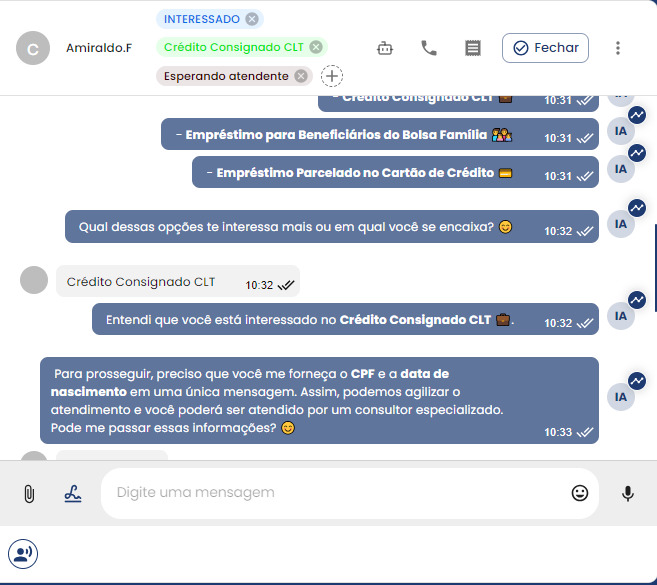 INTERESSADO
C
Amiraldo.F
Crédito Consignado CLT
Fechar
Esperando atendente
- Crédito Consignado CLT 💼
10:31
IA
- Empréstimo para Beneficiários do Bolsa Família 👨‍👩‍👧‍👦
10:31
IA
- Empréstimo Parcelado no Cartão de Crédito 💳
10:31
IA
Qual dessas opções te interessa mais ou em qual você se encaixa? 😊
10:32
IA
Crédito Consignado CLT
10:32
Entendi que você está interessado no Crédito Consignado CLT 💼.
10:32
IA
Para prosseguir, preciso que você me forneça o CPF e a data de
nascimento em uma única mensagem. Assim, podemos agilizar o
atendimento e você poderá ser atendido por um consultor especializado.
Pode me passar essas informações? 😊
10:33
IA
Digite uma mensagem